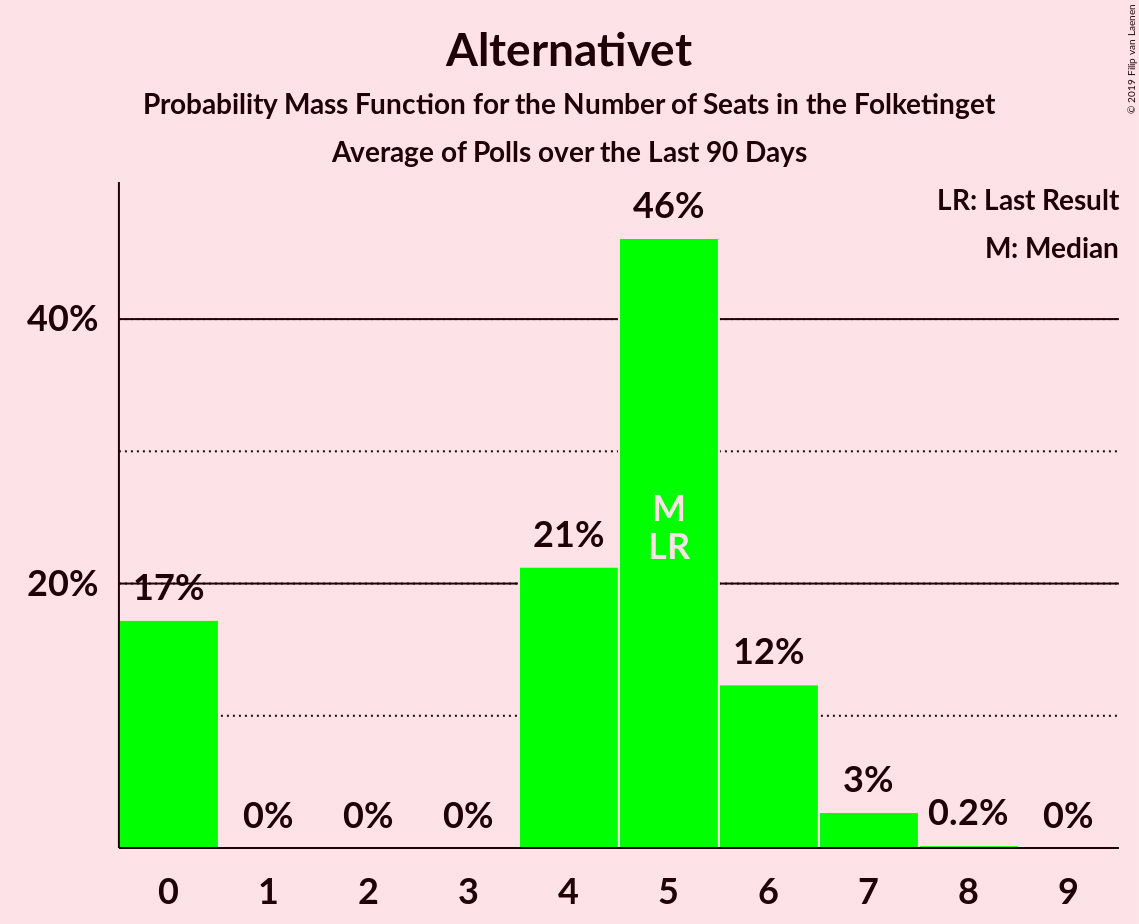 Alternativet
Probability Mass Function for the Number of Seats in the Folketinget
Average of Polls over the Last 90 Days
© 2019 Filip van Laenen
LR: Last Result
M: Median
46%
40%
M
LR
21%
20%
17%
12%
3%
0%
0%
0%
0.2%
0%
0
1
2
3
4
5
6
7
8
9